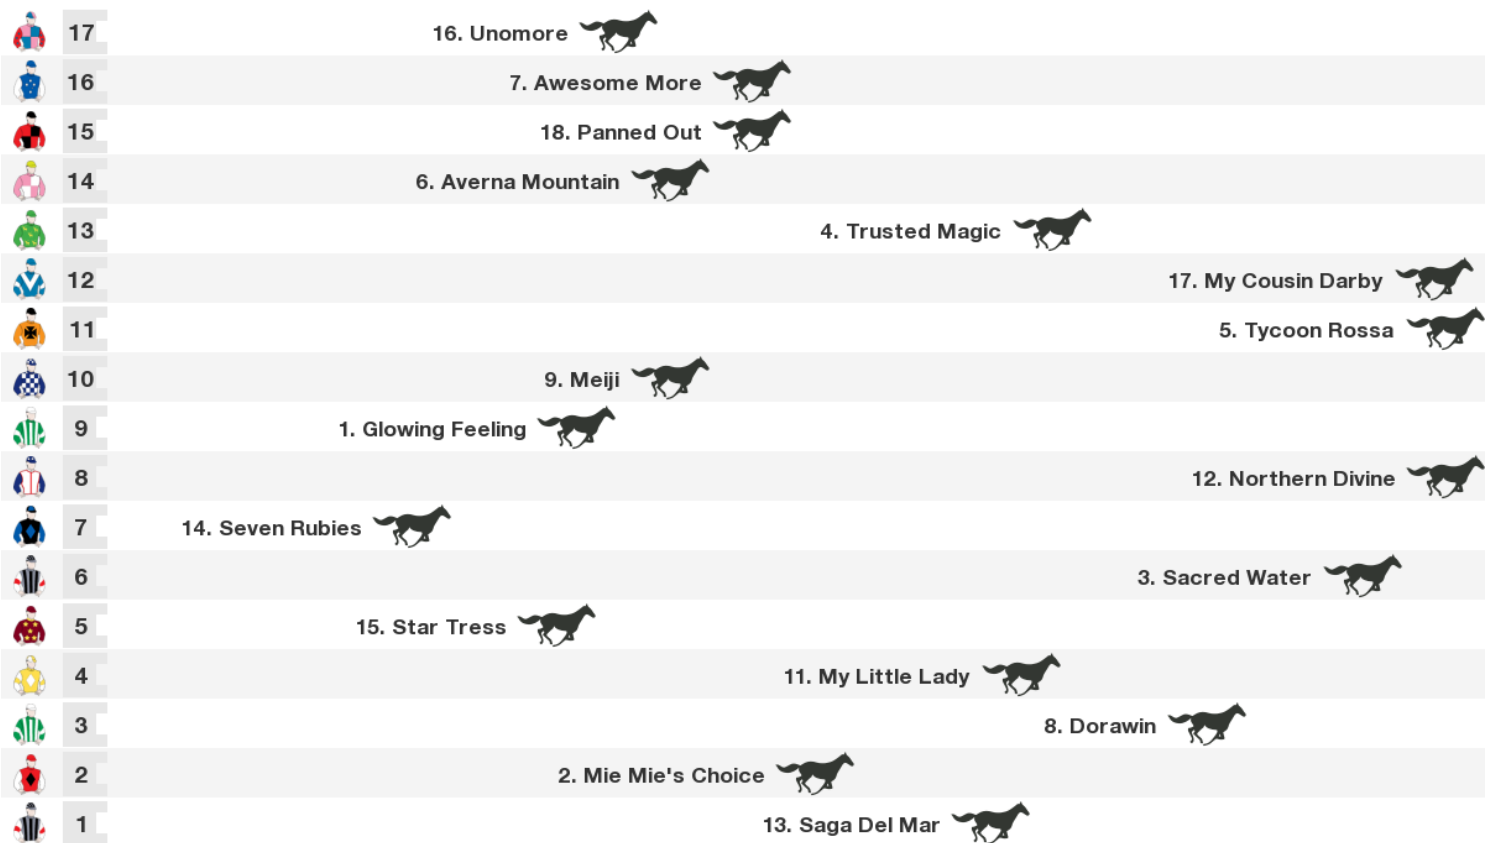 17 16. Unomore
16 7. Awesome More
15 18. Panned Out
14 6. Averna Mountain
13 4. Trusted Magic
12 17. My Cousin Darby
11 5. Tycoon Rossa
10 9. Meiji
9 1. Glowing Feeling
8 12. Northern Divine
7 14. Seven Rubies
6 3. Sacred Water
5 15. Star Tress
4 11. My Little Lady
3 8. Dorawin
2 2. Mie Mie's Choice
1 13. Saga Del Mar